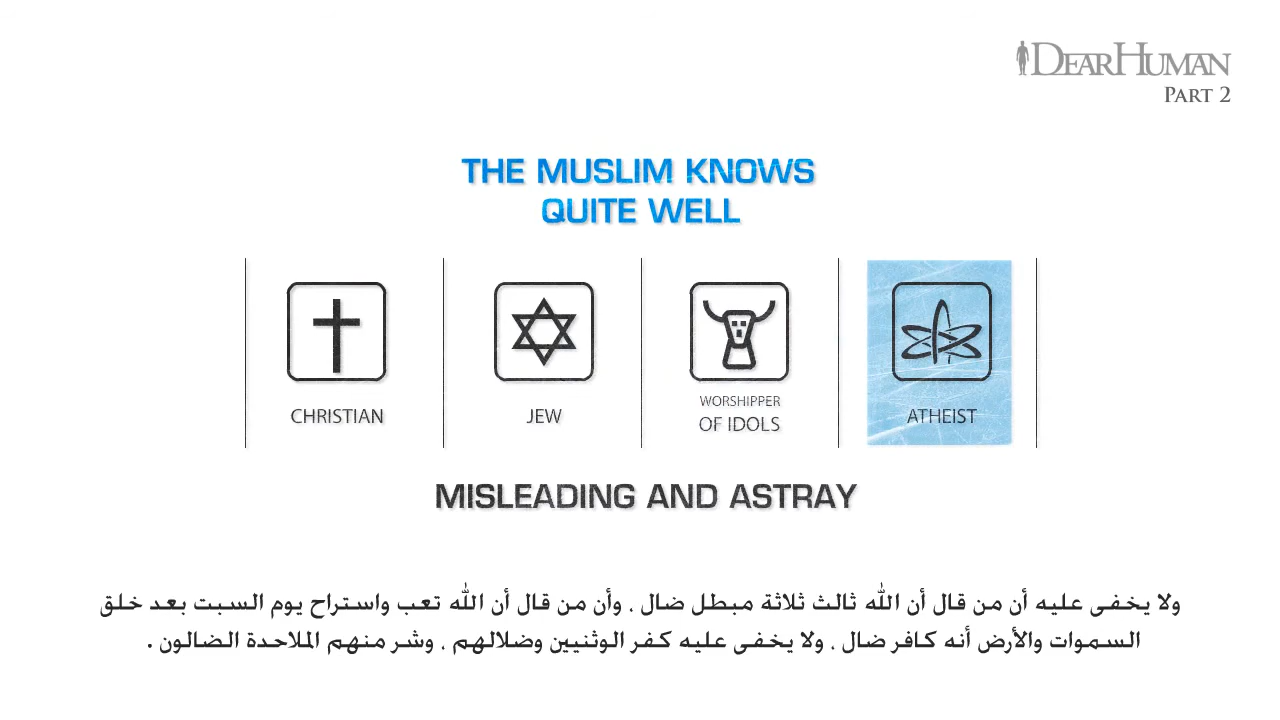 DEARHUMAN
PART 2
THE MUSLIM KNOWS
QUITE WELL
CHRISTIAN
JEW
WORSHIPPER
OF IDOLS
ATHEIST
MISLEADING AND ASTRAY
ولا يخفى عليه أن من قال أن الله ثالث ثلاثة مبطل ضال ، وأن من قال أن الله تعب واستراح يوم السبت بعد خلق
السموات والأرض أنه كافر ضال ، ولا يخفى عليه كفر الوثنيين وضلالهم ، وشر منهم الملاحدة الضالون .